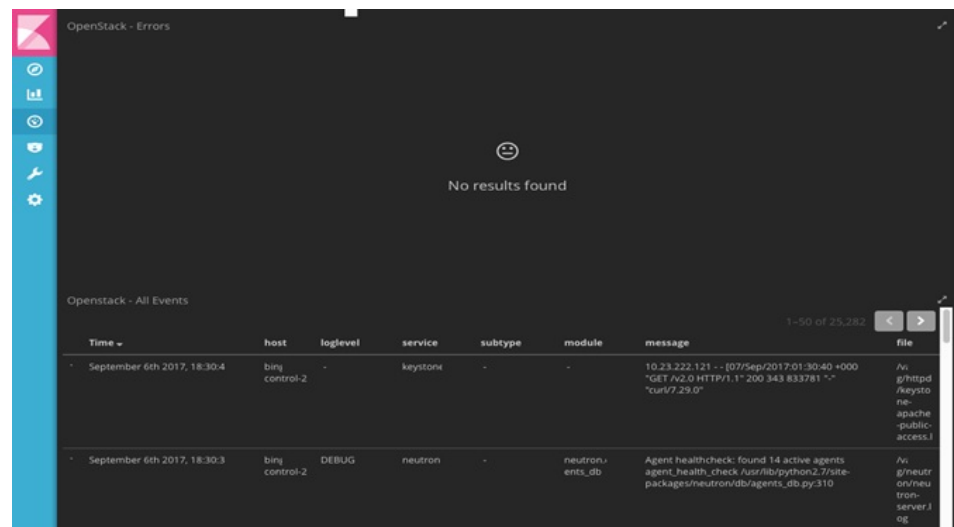 OpenStack - Errors
No results found
Openstack - All Events
1–50 of 25,282
Time host loglevel service subtype module message file
September 6th 2017, 18:30:4 - keystone - - 10.23.222.121 - - [07/Sep/2017:01:30:40 +000
control-2 "GET /v2.0 HTTP/1.1" 200 343 833781 "-" g/httpd
"curl/7.29.0" /keysto
ne-
apache
-public-
access.l
September 6th 2017, 18:30:3 DEBUG neutron - neutron. Agent healthcheck: found 14 active agents
control-2 ents_db agent_health_check /usr/lib/python2.7/site- g/neutr
packages/neutron/db/agents_db.py:310 on/neu
tron-
server.l
og